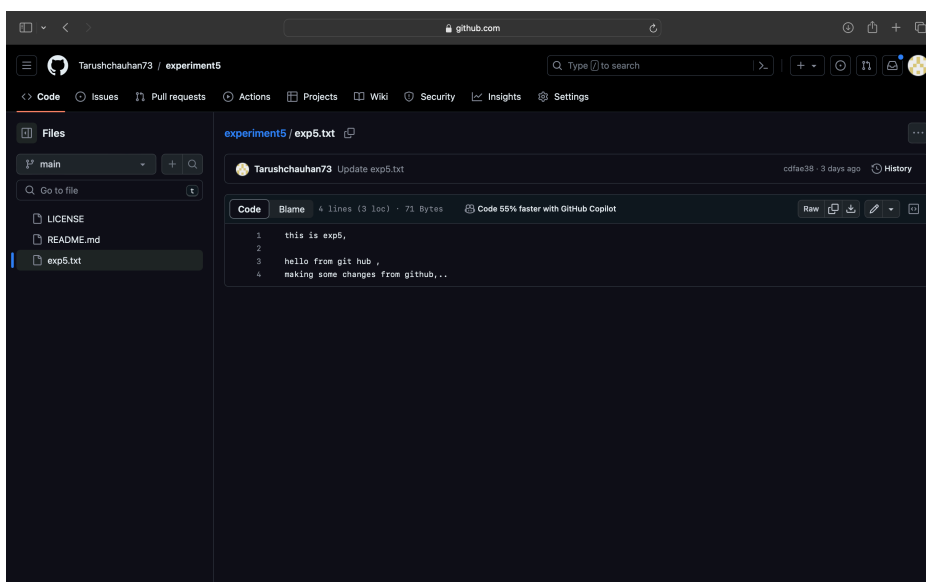 github.com
Tarushchauhan73 / experiment5
Type / to search
Code Issues Pull requests Actions Projects Wiki Security Insights Settings
Files
experiment5 / exp5.txt
main
Tarushchauhan73 Update exp5.txt
cdfae38 · 3 days ago History
Go to file t
Code Blame 4 lines (3 loc) · 71 Bytes Code 55% faster with GitHub Copilot
Raw
LICENSE
README.md
exp5.txt
1 this is exp5,
2
3 hello from git hub ,
4 making some changes from github,..